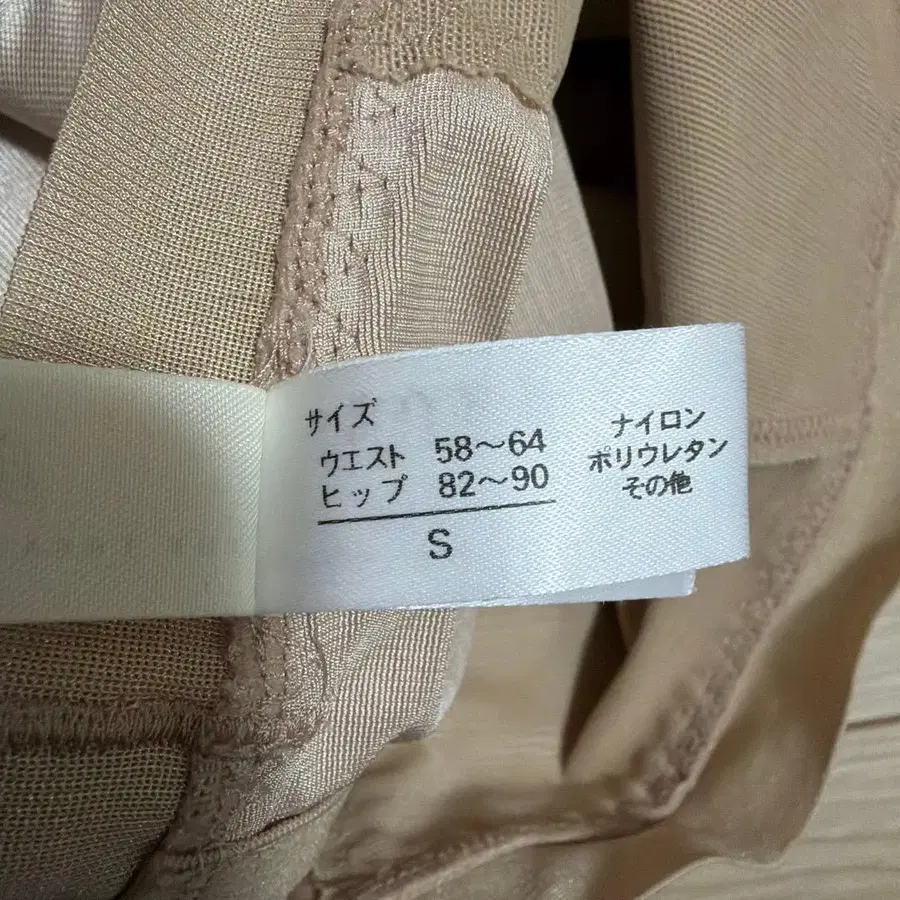 サイズ
ウエスト 58〜64
ヒップ 82〜90
S
ナイロン
ポリウレタン
その他